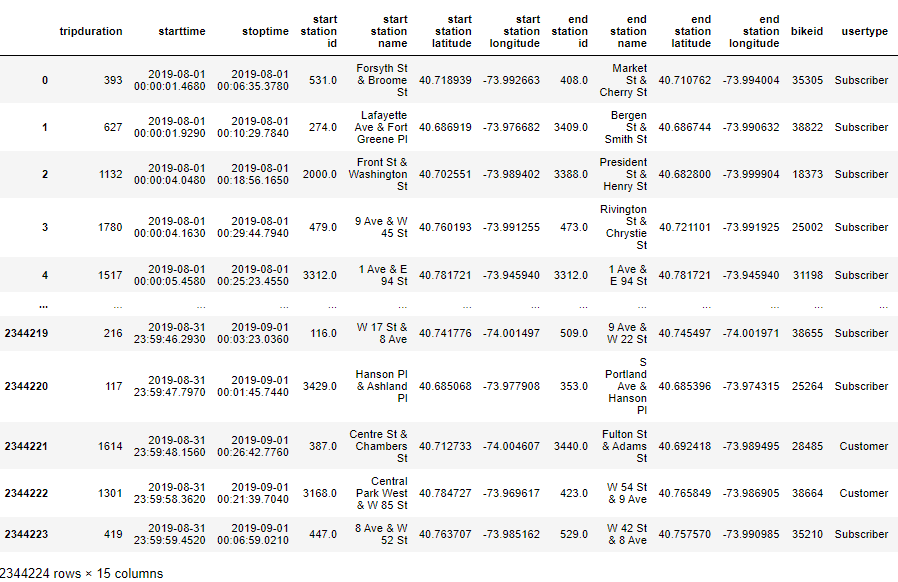 tripduration starttime stoptime start station id start station name start station latitude start station longitude end station id end station name end station latitude end station longitude bikeid usertype
0 393 2019-08-01 00:00:01.4680 2019-08-01 00:06:35.3780 531.0 Forsyth St & Broome St 40.718939 -73.992663 408.0 Market St & Cherry St 40.710762 -73.994004 35305 Subscriber
1 627 2019-08-01 00:00:01.9290 2019-08-01 00:10:29.7840 274.0 Lafayette Ave & Fort Greene Pl 40.686919 -73.976682 3409.0 Bergen St & Smith St 40.686744 -73.990632 38822 Subscriber
2 1132 2019-08-01 00:00:04.0480 2019-08-01 00:18:56.1650 2000.0 Front St & Washington St 40.702551 -73.989402 3388.0 President St & Henry St 40.682800 -73.999904 18373 Subscriber
3 1780 2019-08-01 00:00:04.1630 2019-08-01 00:29:44.7940 479.0 9 Ave & W 45 St 40.760193 -73.991255 473.0 Rivington St & Chrystie St 40.721101 -73.991925 25002 Subscriber
4 1517 2019-08-01 00:00:05.4580 2019-08-01 00:25:23.4550 3312.0 1 Ave & E 94 St 40.781721 -73.945940 3312.0 1 Ave & E 94 St 40.781721 -73.945940 31198 Subscriber
... ... ... ... ... ... ... ... ... ... ... ... ... ...
2344219 216 2019-08-31 23:59:46.2930 2019-09-01 00:03:23.0360 116.0 W 17 St & 8 Ave 40.741776 -74.001497 509.0 9 Ave & W 22 St 40.745497 -74.001971 38655 Subscriber
2344220 117 2019-08-31 23:59:47.7970 2019-09-01 00:01:45.7440 3429.0 Hanson Pl & Ashland Pl 40.685068 -73.977908 353.0 S Portland Ave & Hanson Pl 40.685396 -73.974315 25264 Subscriber
2344221 1614 2019-08-31 23:59:48.1560 2019-09-01 00:26:42.7760 387.0 Centre St & Chambers St 40.712733 -74.004607 3440.0 Fulton St & Adams St 40.692418 -73.989495 28485 Customer
2344222 1301 2019-08-31 23:59:58.3620 2019-09-01 00:21:39.7040 3168.0 Central Park West & W 85 St 40.784727 -73.969617 423.0 W 54 St & 9 Ave 40.765849 -73.986905 38664 Customer
2344223 419 2019-08-31 23:59:59.4520 2019-09-01 00:06:59.0210 447.0 8 Ave & W 52 St 40.763707 -73.985162 529.0 W 42 St & 8 Ave 40.757570 -73.990985 35210 Subscriber
2344224 rows × 15 columns